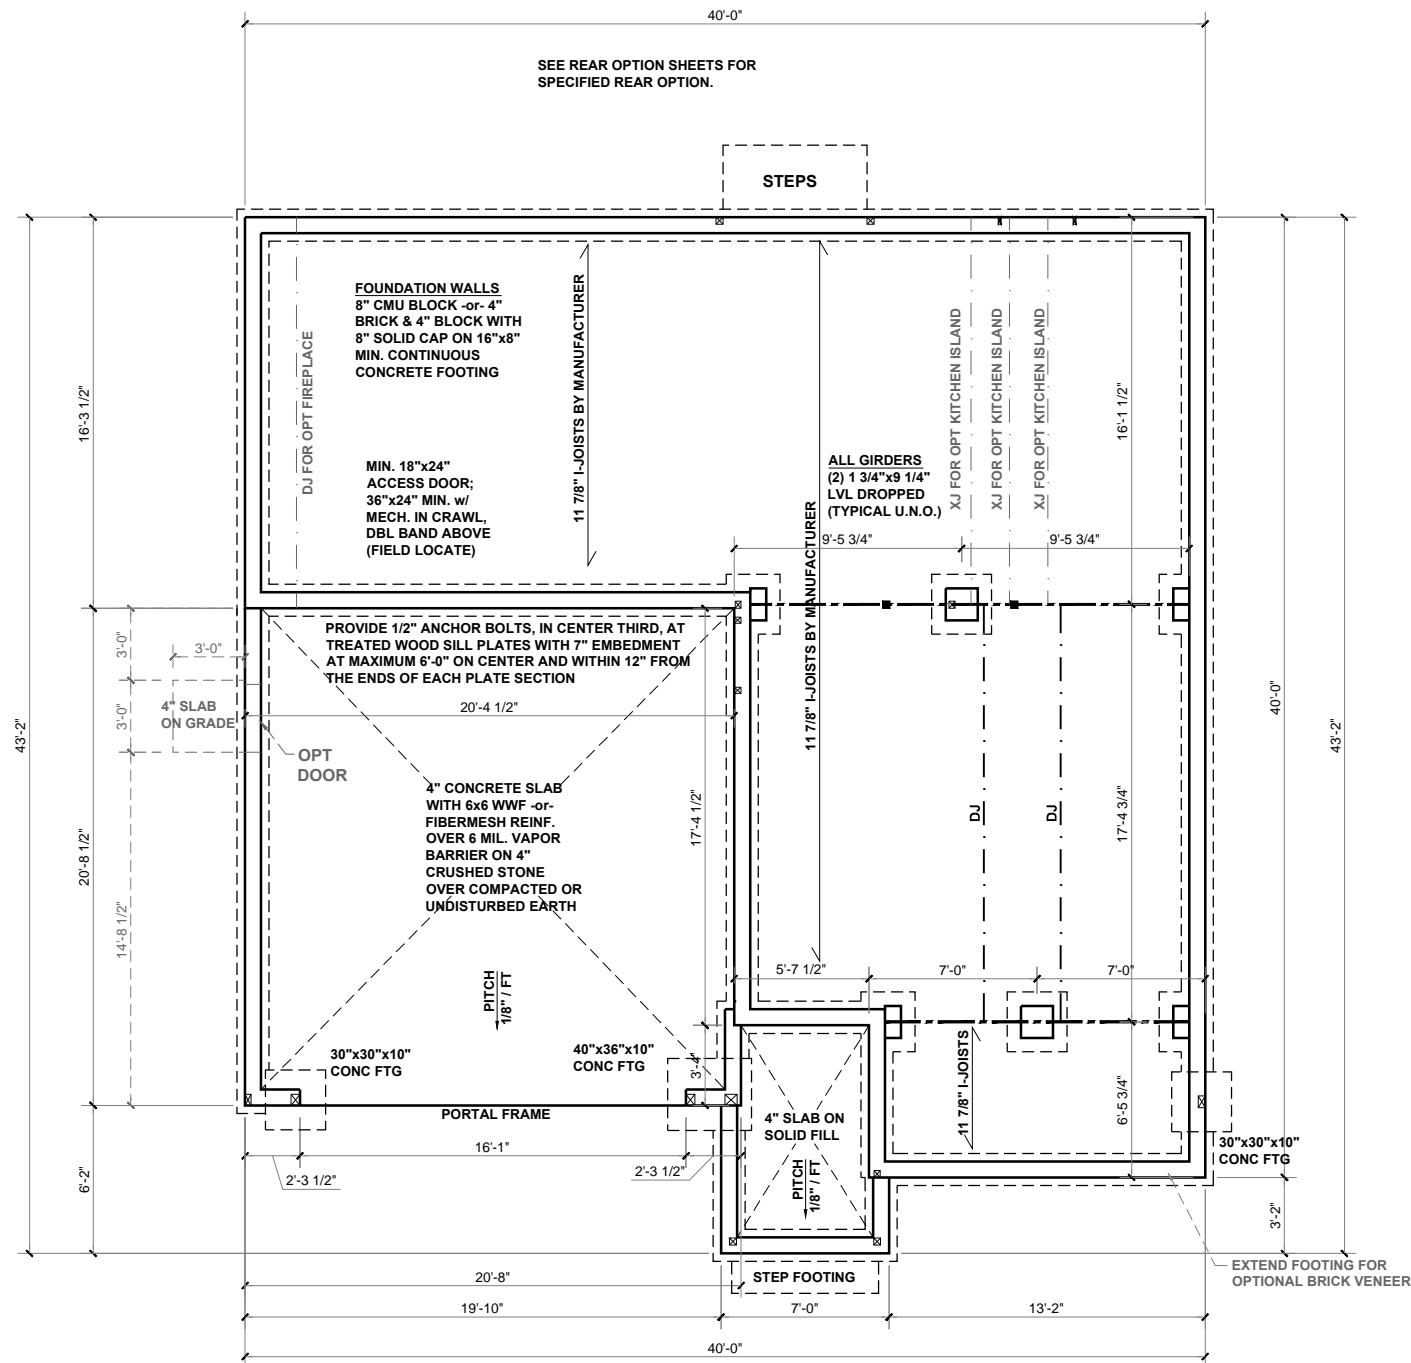 40'-0"
SEE REAR OPTION SHEETS FOR
SPECIFIED REAR OPTION.
STEPS
FOUNDATION WALLS
8" CMU BLOCK -or- 4"
BRICK & 4" BLOCK WITH
8" SOLID CAP ON 16"x8"
MIN. CONTINUOUS
CONCRETE FOOTING
DJ FOR OPT FIREPLACE
11 7/8" I-JOISTS BY MANUFACTURER
XJ FOR OPT KITCHEN ISLAND
XJ FOR OPT KITCHEN ISLAND
XJ FOR OPT KITCHEN ISLAND
16'-3 1/2"
16'-1 1/2"
MIN. 18"x24"
ACCESS DOOR;
36"x24" MIN. w/
MECH. IN CRAWL,
DBL BAND ABOVE
(FIELD LOCATE)
ALL GIRDERS
(2) 1 3/4"x9 1/4"
LVL DROPPED
(TYPICAL U.N.O.)
11 7/8" I-JOISTS BY MANUFACTURER
9'-5 3/4"
9'-5 3/4"
PROVIDE 1/2" ANCHOR BOLTS, IN CENTER THIRD, AT
TREATED WOOD SILL PLATES WITH 7" EMBEDMENT
AT MAXIMUM 6'-0" ON CENTER AND WITHIN 12" FROM
THE ENDS OF EACH PLATE SECTION
3'-0"
3'-0"
3'-0"
4" SLAB
ON GRADE
20'-4 1/2"
OPT
DOOR
43'-2"
40'-0"
43'-2"
4" CONCRETE SLAB
WITH 6x6 WWF -or-
FIBERMESH REINF.
OVER 6 MIL. VAPOR
BARRIER ON 4"
CRUSHED STONE
OVER COMPACTED OR
UNDISTURBED EARTH
17'-4 1/2"
DJ
DJ
17'-4 3/4"
20'-8 1/2"
14'-8 1/2"
5'-7 1/2"
7'-0"
7'-0"
PITCH
1/8" / FT
30"x30"x10"
CONC FTG
40"x36"x10"
CONC FTG
3'-4"
11 7/8" I-JOISTS
6'-5 3/4"
PORTAL FRAME
4" SLAB ON
SOLID FILL
PITCH
1/8" / FT
30"x30"x10"
CONC FTG
16'-1"
2'-3 1/2"
2'-3 1/2"
6'-2"
3'-2"
EXTEND FOOTING FOR
OPTIONAL BRICK VENEER
20'-8"
STEP FOOTING
19'-10"
7'-0"
13'-2"
40'-0"